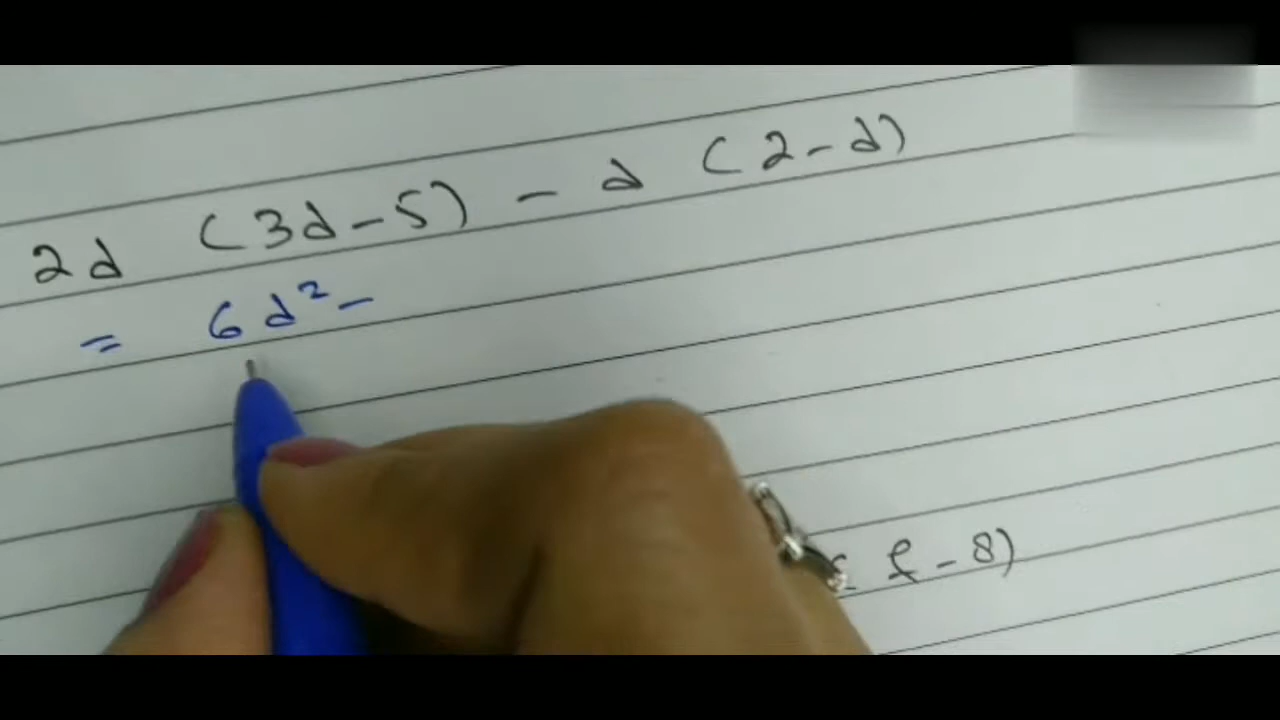 2d (3d-5) - d (2-d)
= 6d² -
f - 8)